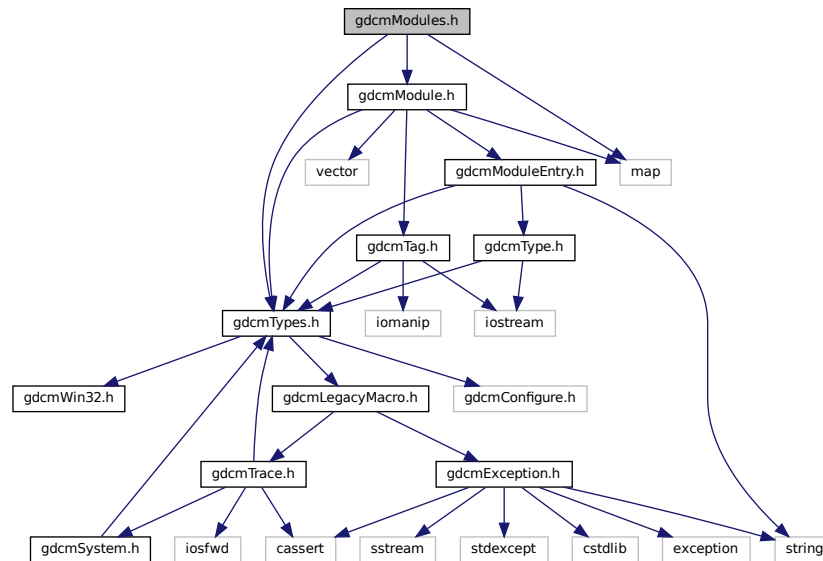 gdcmModules.h
gdcmModule.h
vector
gdcmModuleEntry.h
map
gdcmTag.h
gdcmType.h
gdcmTypes.h
iomanip
iostream
gdcmWin32.h
gdcmLegacyMacro.h
gdcmConfigure.h
gdcmTrace.h
gdcmException.h
gdcmSystem.h
iosfwd
cassert
sstream
stdexcept
cstdlib
exception
string